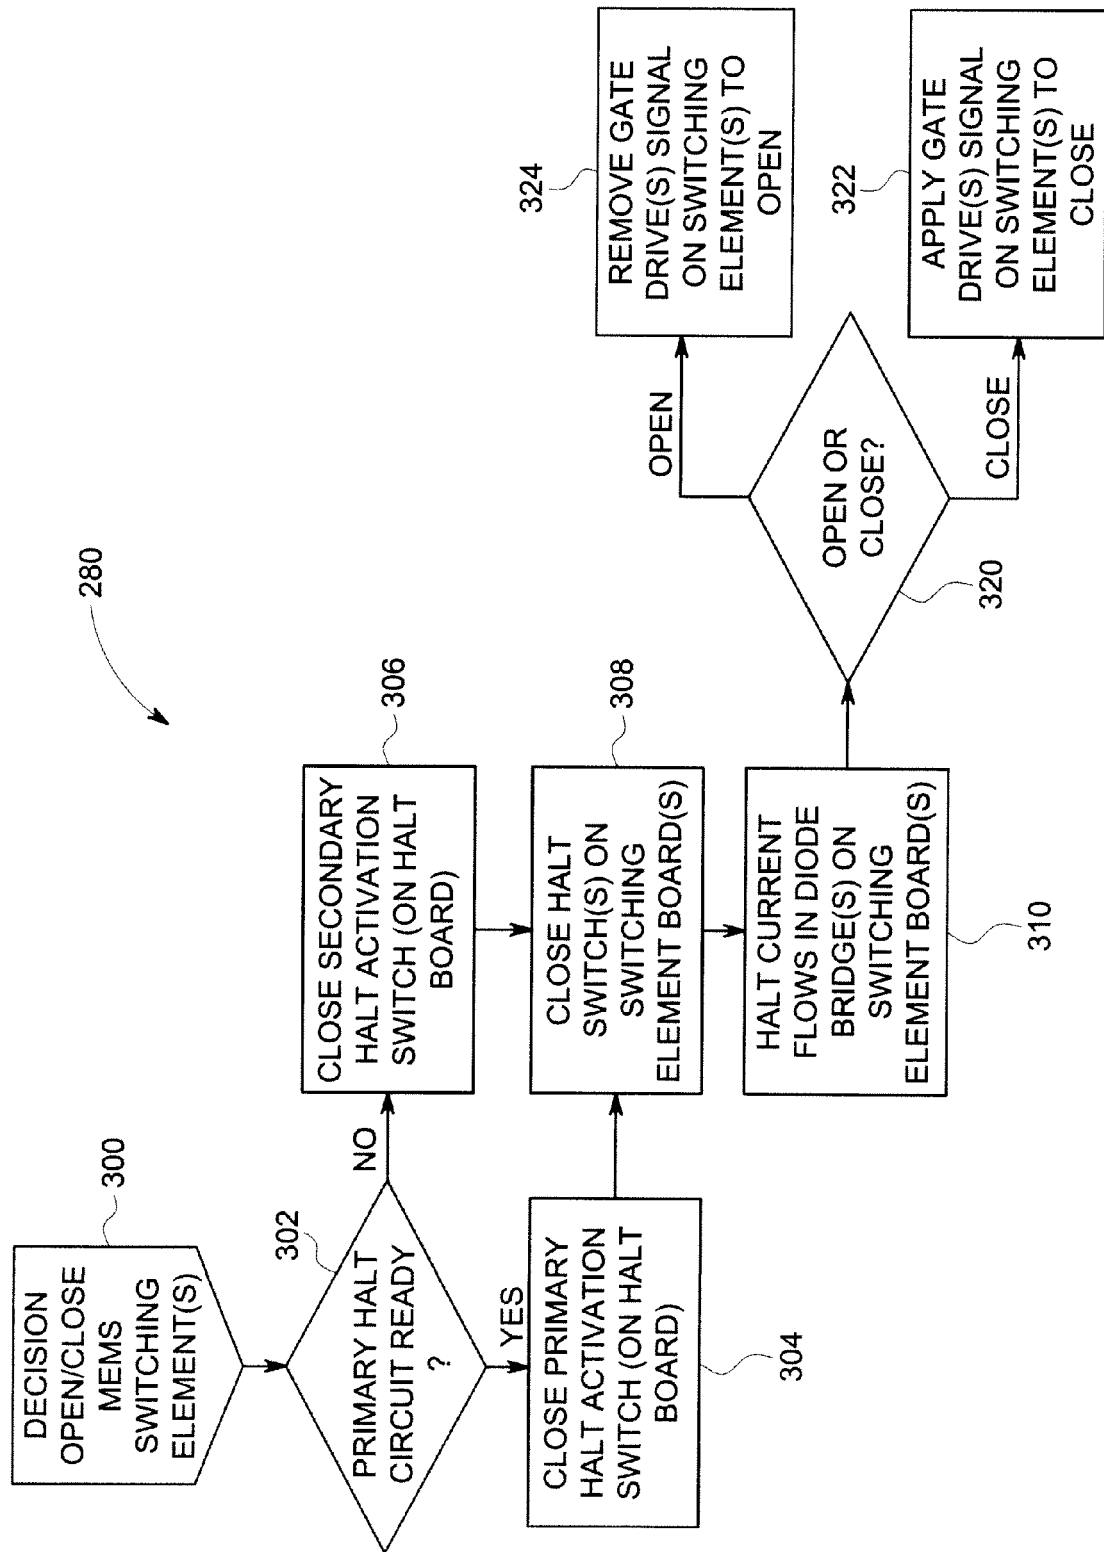 280
300
DECISION
OPEN/CLOSE
MEMS
SWITCHING
ELEMENT(S)
302
PRIMARY HALT
CIRCUIT READY
?
NO
YES
306
CLOSE SECONDARY
HALT ACTIVATION
SWITCH (ON HALT
BOARD)
CLOSE PRIMARY
HALT ACTIVATION
SWITCH (ON HALT
BOARD)
304
308
CLOSE HALT
SWITCH(S) ON
SWITCHING
ELEMENT BOARD(S)
HALT CURRENT
FLOWS IN DIODE
BRIDGE(S) ON
SWITCHING
ELEMENT BOARD(S)
310
OPEN OR
CLOSE?
320
OPEN
CLOSE
324
REMOVE GATE
DRIVE(S) SIGNAL
ON SWITCHING
ELEMENT(S) TO
OPEN
322
APPLY GATE
DRIVE(S) SIGNAL
ON SWITCHING
ELEMENT(S) TO
CLOSE